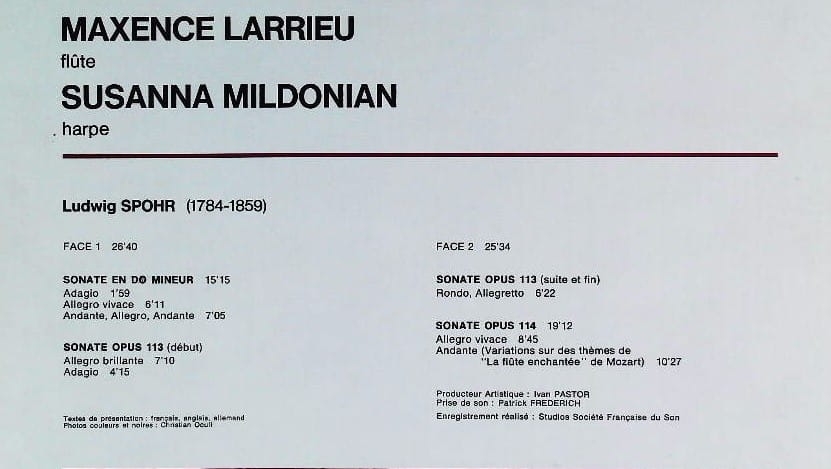 MAXENCE LARRIEU
flûte
SUSANNA MILDONIAN
harpe
Ludwig SPOHR (1784-1859)
FACE 1 26'40
SONATE EN DO MINEUR 15'15
Adagio 1'59
Allegro vivace 6'11
Andante, Allegro, Andante 7'05
SONATE OPUS 113 (début)
Allegro brillante 7'10
Adagio 4'15
Textes de présentation : français, anglais, allemand
Photos couleurs et noires : Christian Oculi
FACE 2 25'34
SONATE OPUS 113 (suite et fin)
Rondo, Allegretto 6'22
SONATE OPUS 114 19'12
Allegro vivace 8'45
Andante (Variations sur des thèmes de
"La flûte enchantée" de Mozart) 10'27
Producteur Artistique : Ivan PASTOR
Prise de son : Patrick FREDERICH
Enregistrement réalisé : Studios Société Française du Son